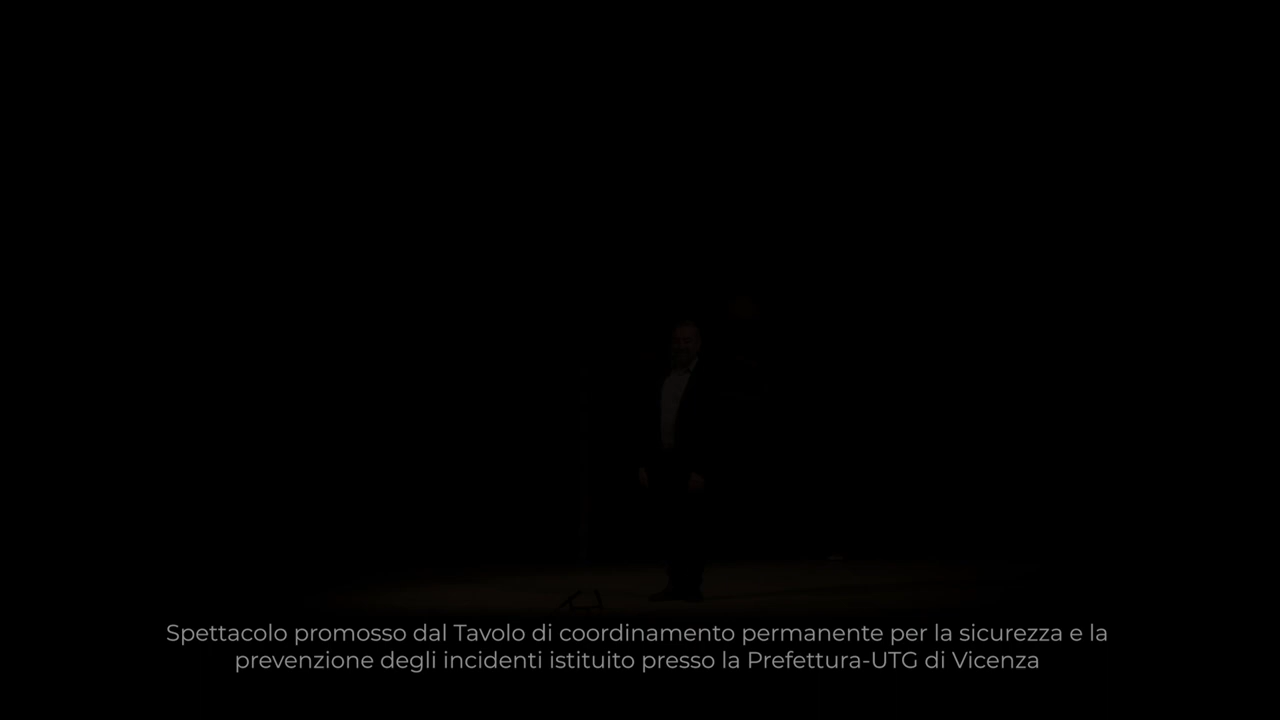 Spettacolo promosso dal Tavolo di coordinamento permanente per la sicurezza e la
prevenzione degli incidenti istituito presso la Prefettura-UTG di Vicenza